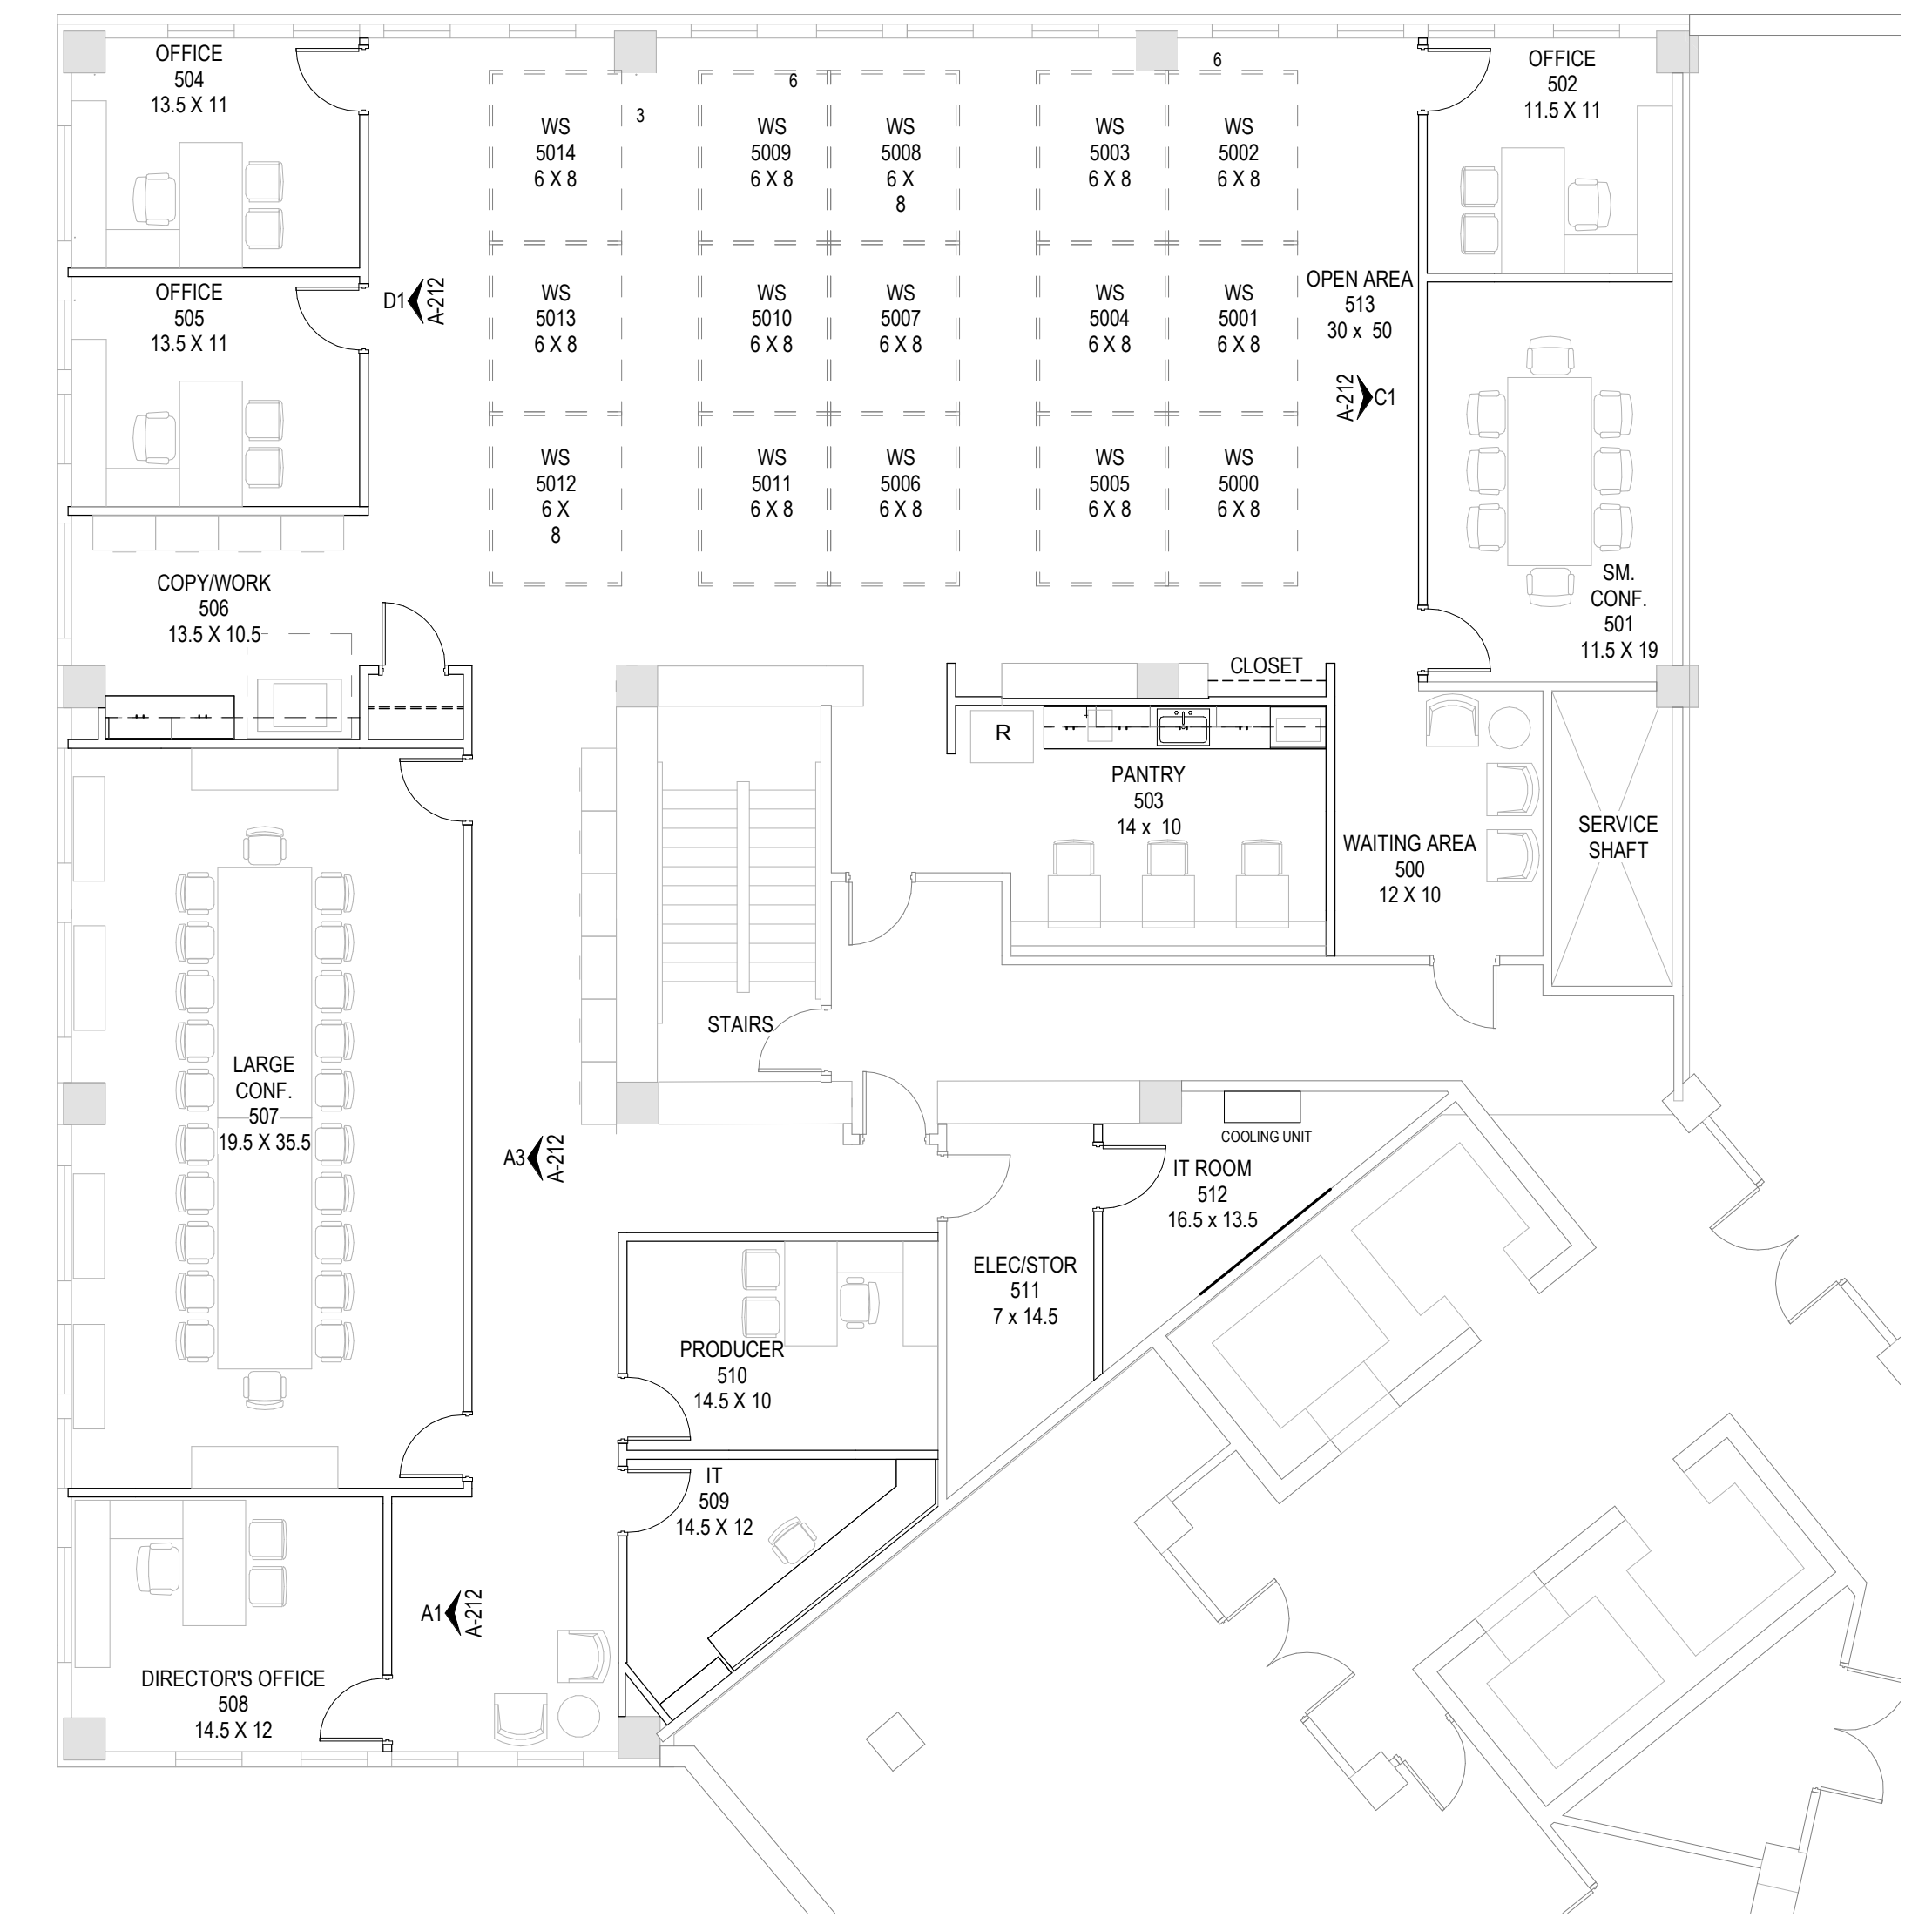 OFFICE
504
13.5 X 11
6
6
OFFICE
502
11.5 X 11
3
WS
5014
6 X 8
WS
5009
6 X 8
WS
5008
6 X
8
WS
5003
6 X 8
WS
5002
6 X 8
OFFICE
505
13.5 X 11
D1
A-212
WS
5013
6 X 8
WS
5010
6 X 8
WS
5007
6 X 8
WS
5004
6 X 8
WS
5001
6 X 8
OPEN AREA
513
30 x 50
A-212
C1
WS
5012
6 X
8
WS
5011
6 X 8
WS
5006
6 X 8
WS
5005
6 X 8
WS
5000
6 X 8
SM.
CONF.
501
11.5 X 19
COPY/WORK
506
13.5 X 10.5
CLOSET
R
PANTRY
503
14 x 10
WAITING AREA
500
12 X 10
SERVICE
SHAFT
STAIRS
LARGE
CONF.
507
19.5 X 35.5
A3
A-212
COOLING UNIT
IT ROOM
512
16.5 x 13.5
ELEC/STOR
511
7 x 14.5
PRODUCER
510
14.5 X 10
IT
509
14.5 X 12
A1
A-212
DIRECTOR'S OFFICE
508
14.5 X 12